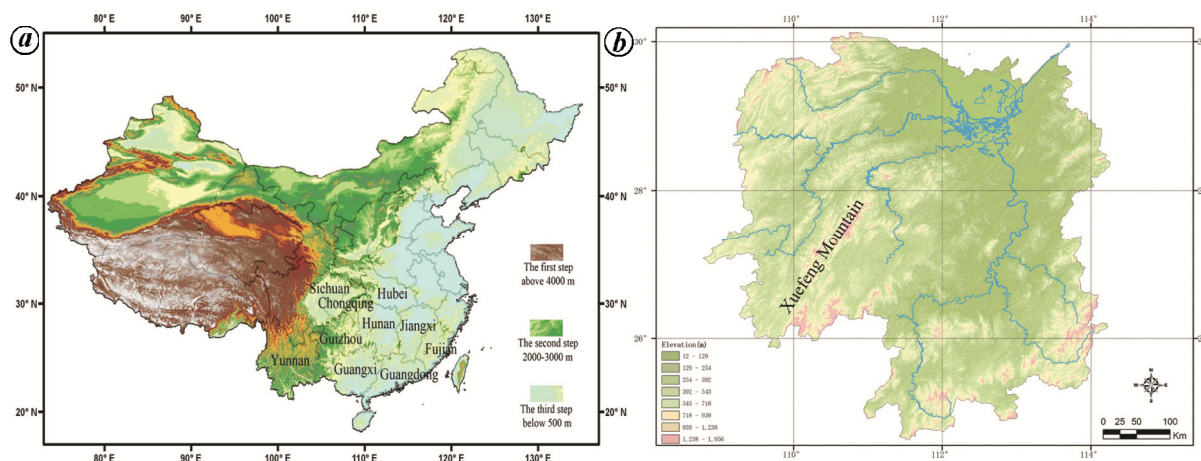 a
80° E 90° E 100° E 110° E 120° E 130° E
50° N 50° N
40° N 40° N
30° N 30° N
20° N 20° N
80° E 90° E 100° E 110° E 120° E 130° E
Sichuan
Chongqing
Hubei
Hunan
Jiangxi
Guizhou
Yunnan
Fujian
Guangxi
Guangdong
The first step
above 4000 m
The second step
2000-3000 m
The third step
below 500 m
b
110° 112° 114°
30°
28°
26°
110° 112° 114°
Xuefeng Mountain
Elevation(m)
12 - 129
129 - 254
254 - 392
392 - 543
543 - 718
718 - 939
939 - 1,238
1,238 - 1,956
N
W E
S
0 25 50 100
Km